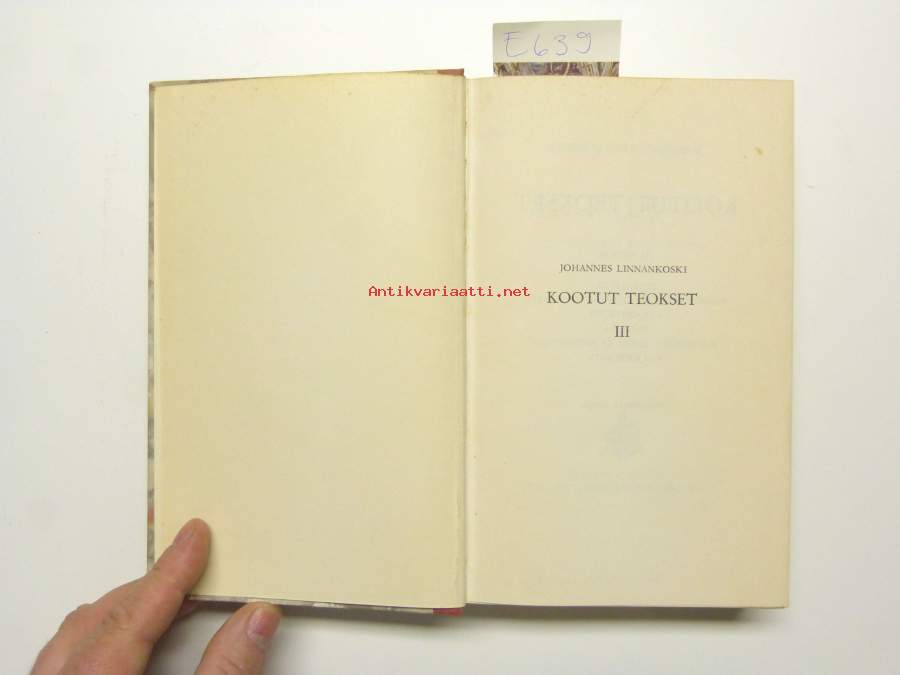 E639
JOHANNES LINNANKOSKI
Antikvariaatti.net
KOOTUT TEOKSET
III